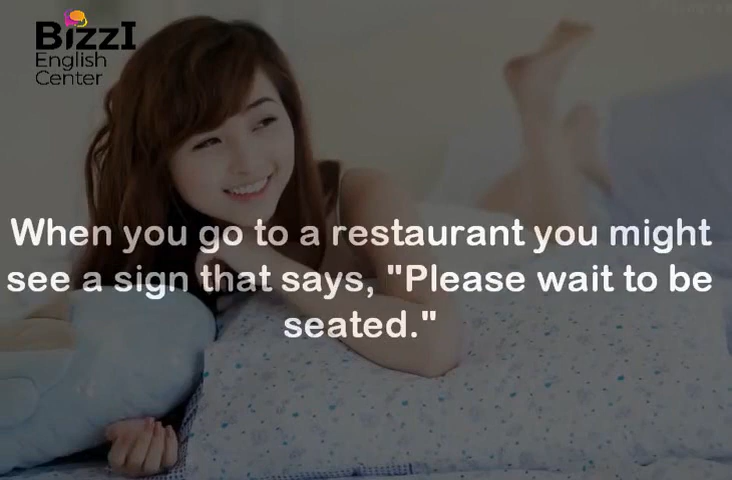 BizzI
English
Center
When you go to a restaurant you might
see a sign that says, "Please wait to be
seated."